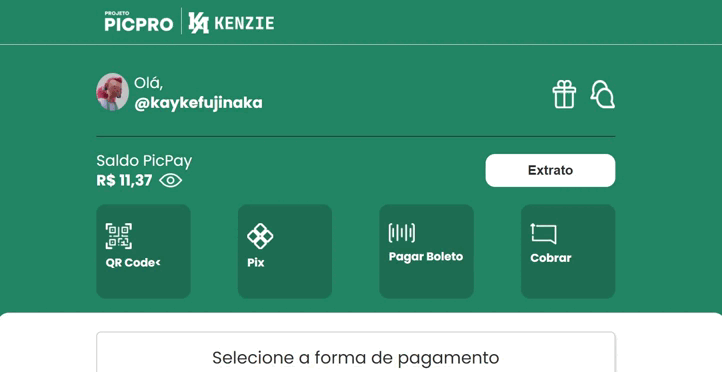 PROJETO
PICPRO
KA KENZIE
Olá,
@kaykefujinaka
Saldo PicPay
R$ 11,37
Extrato
QR Code<
Pix
Pagar Boleto
Cobrar
Selecione a forma de pagamento